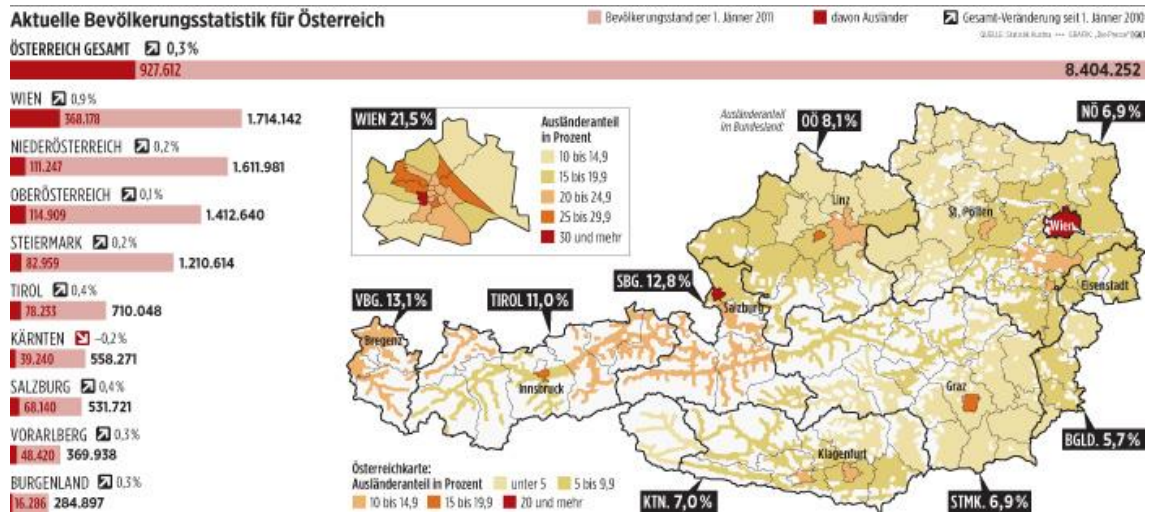 Aktuelle Bevölkerungsstatistik für Österreich
Bevölkerungsstand per 1. Jänner 2011
davon Ausländer
Gesamt-Veränderung seit 1. Jänner 2010
QUELLE: Statistik Austria ••• GRAFIK: „Die Presse" (GK)
ÖSTERREICH GESAMT 0,3 %
927.612
8.404.252
WIEN 0,9 %
368.178
1.714.142
NIEDERÖSTERREICH 0,2 %
111.247
1.611.981
OBERÖSTERREICH 0,1 %
114.909
1.412.640
STEIERMARK 0,2 %
82.959
1.210.614
TIROL 0,4 %
78.233
710.048
KÄRNTEN –0,2 %
39.240
558.271
SALZBURG 0,4 %
68.140
531.721
VORARLBERG 0,3 %
48.420
369.938
BURGENLAND 0,3 %
16.286
284.897
WIEN 21,5 %
Ausländeranteil
in Prozent
10 bis 14,9
15 bis 19,9
20 bis 24,9
25 bis 29,9
30 und mehr
Ausländeranteil
im Bundesland:
OÖ 8,1 %
NÖ 6,9 %
Linz
St. Pölten
Wien
Eisenstadt
SBG. 12,8 %
Salzburg
VBG. 13,1 %
TIROL 11,0 %
Bregenz
Innsbruck
Graz
Klagenfurt
BGLD. 5,7 %
KTN. 7,0 %
STMK. 6,9 %
Österreichkarte:
Ausländeranteil in Prozent
unter 5
5 bis 9,9
10 bis 14,9
15 bis 19,9
20 und mehr